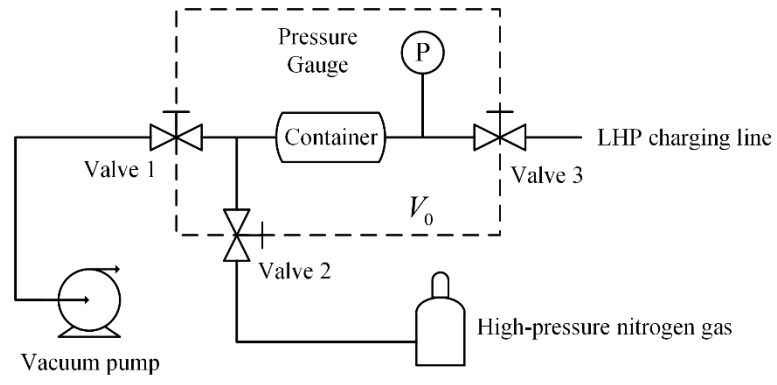 Pressure
Gauge
P
Container
LHP charging line
Valve 1
Valve 3
V₀
Valve 2
High-pressure nitrogen gas
Vacuum pump